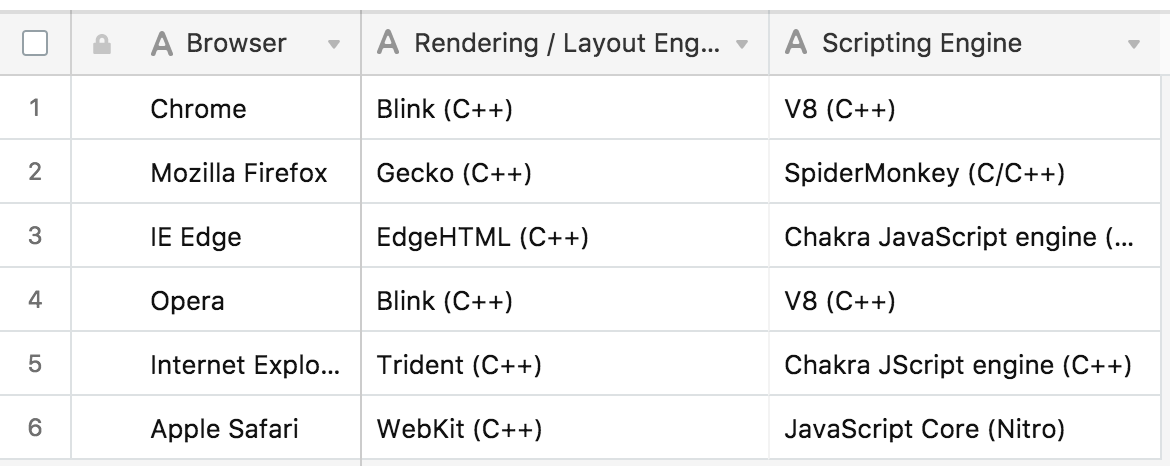 A Browser A Rendering / Layout Eng... A Scripting Engine
1 Chrome Blink (C++) V8 (C++)
2 Mozilla Firefox Gecko (C++) SpiderMonkey (C/C++)
3 IE Edge EdgeHTML (C++) Chakra JavaScript engine (...
4 Opera Blink (C++) V8 (C++)
5 Internet Explo... Trident (C++) Chakra JScript engine (C++)
6 Apple Safari WebKit (C++) JavaScript Core (Nitro)